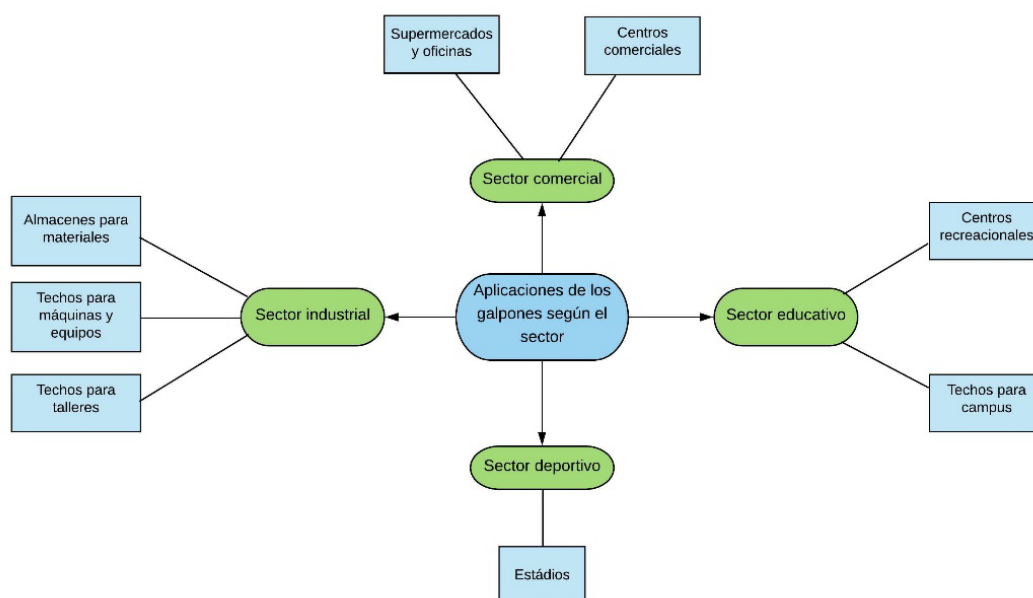 Supermercados
y oficinas
Centros
comerciales
Sector comercial
Almacenes para
materiales
Techos para
máquinas y
equipos
Techos para
talleres
Sector industrial
Aplicaciones de los
galpones según el
sector
Sector educativo
Centros
recreacionales
Techos para
campus
Sector deportivo
Estádios